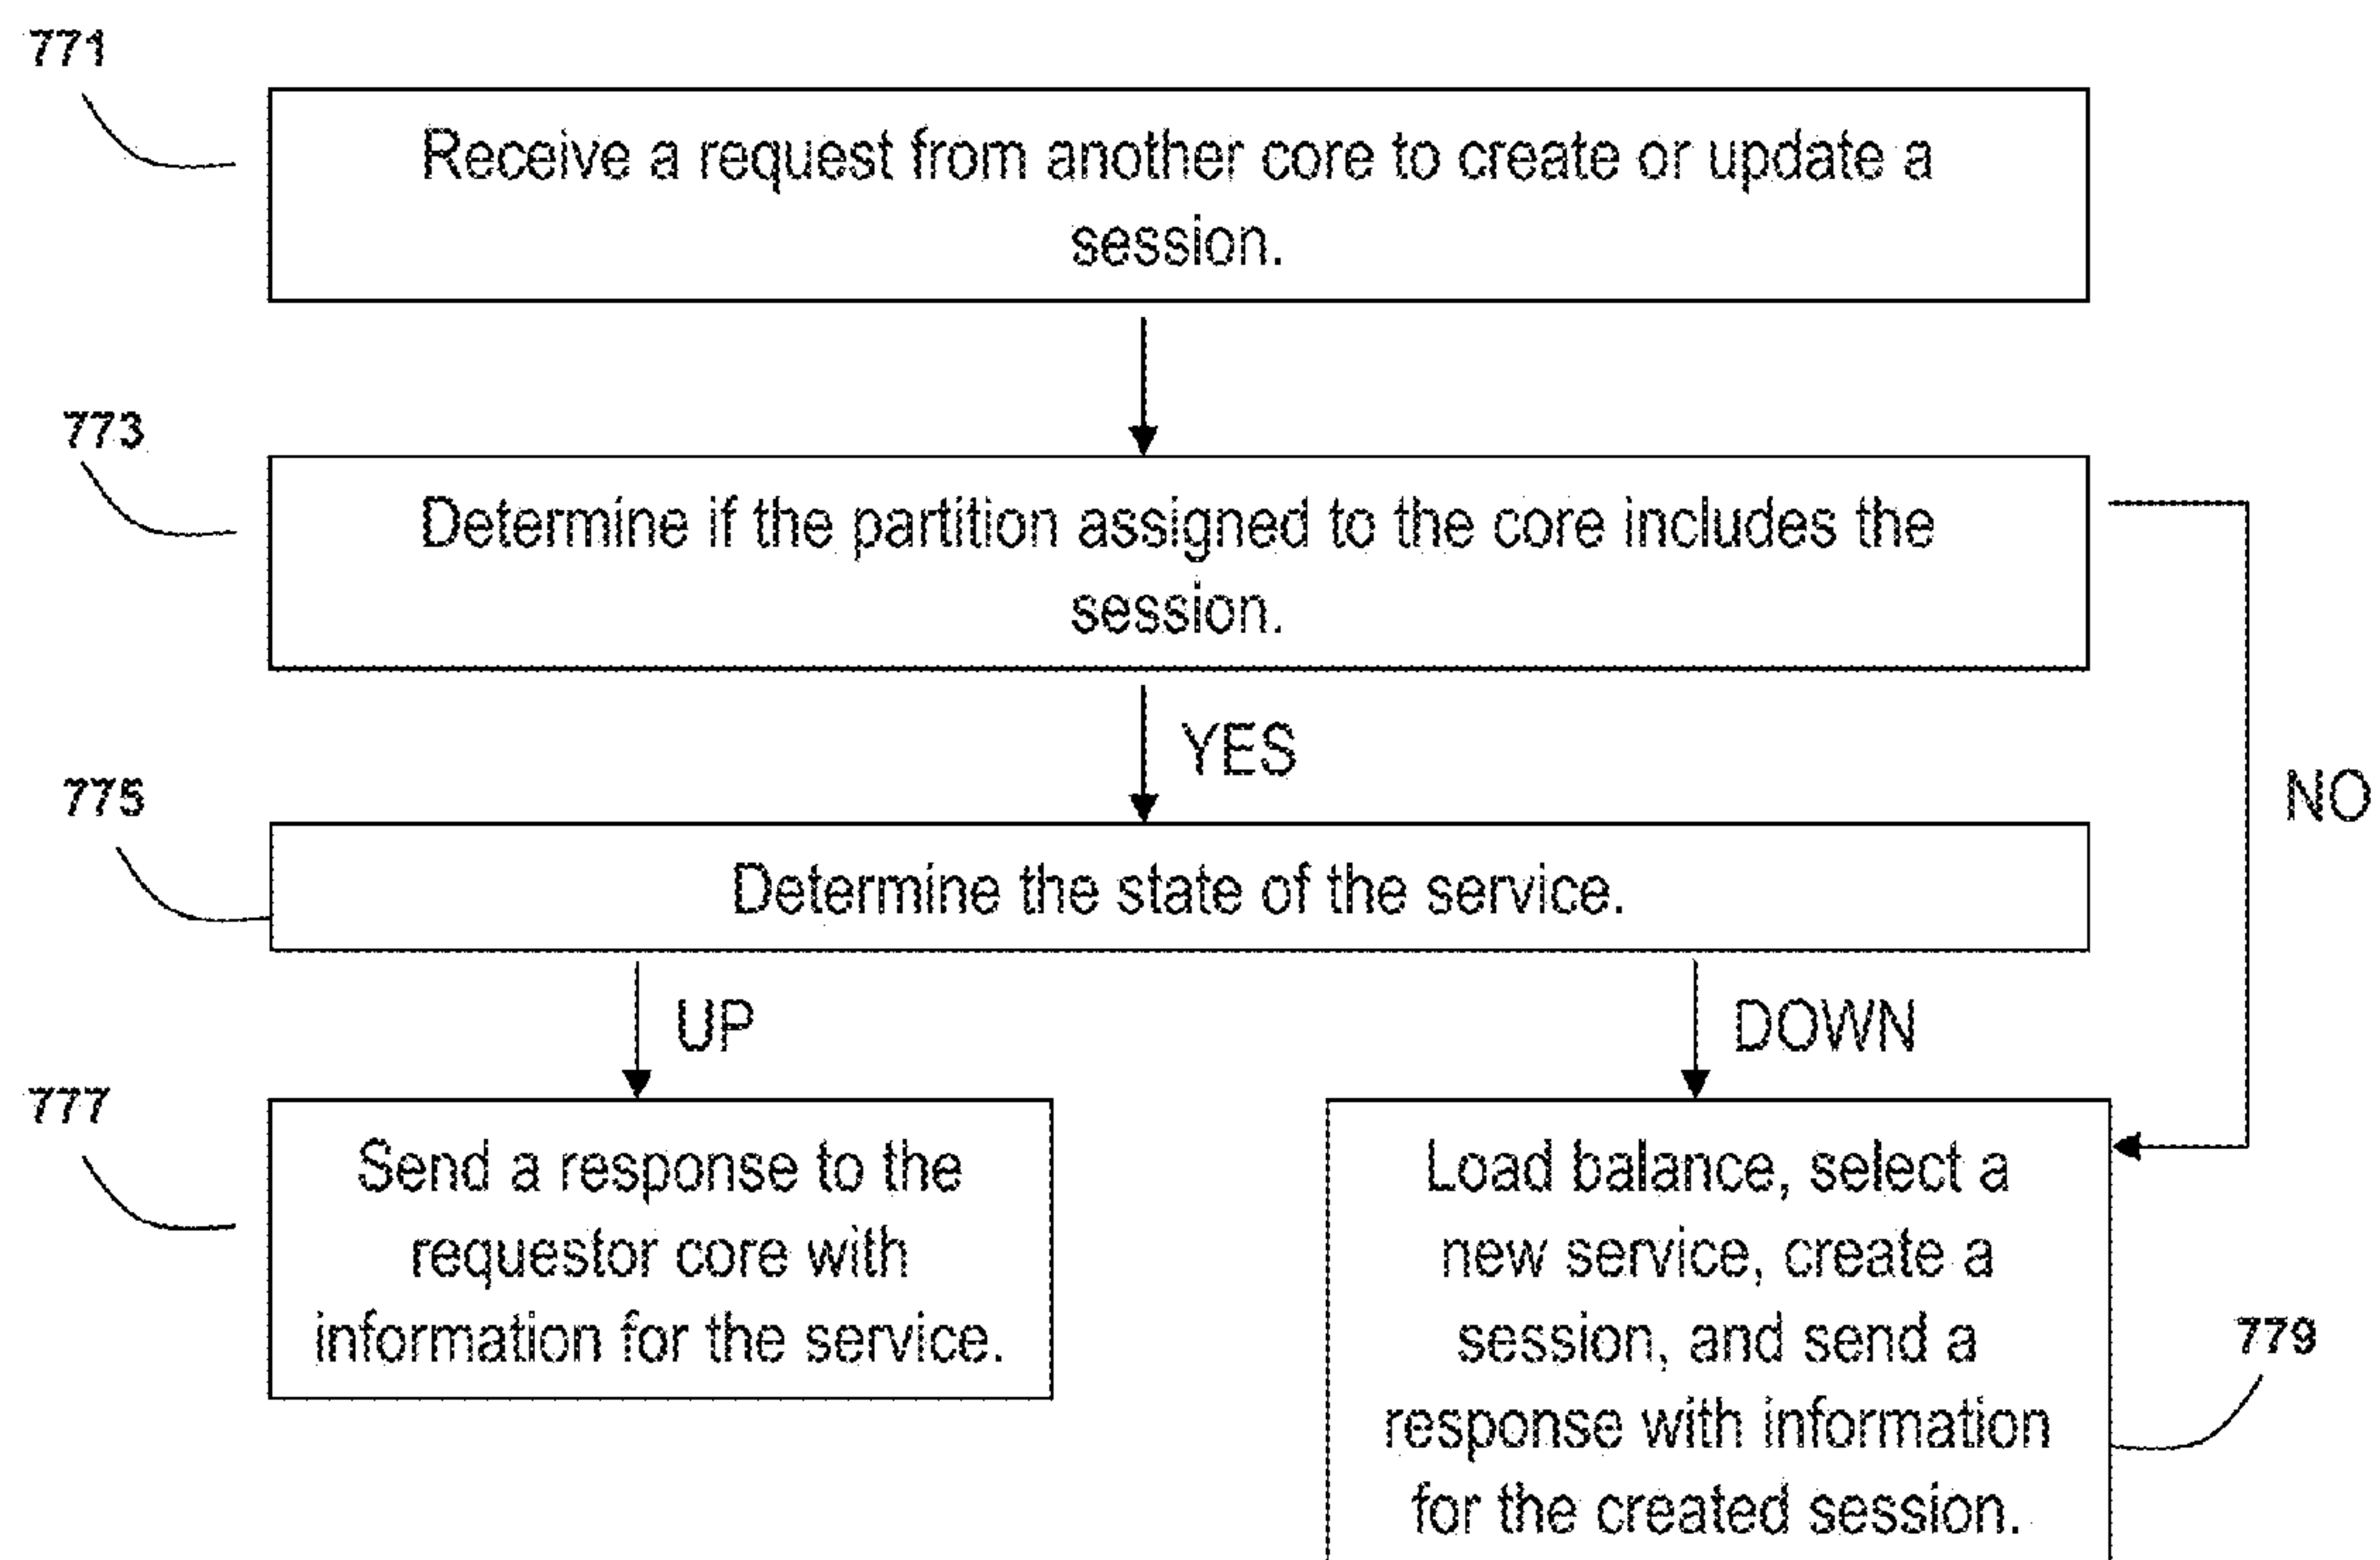 771
Receive a request from another core to create or update a
session.
773
Determine if the partition assigned to the core includes the
session.
YES
NO
775
Determine the state of the service.
UP
DOWN
777
Send a response to the
requestor core with
information for the service.
Load balance, select a
new service, create a
session, and send a
response with information
for the created session.
779